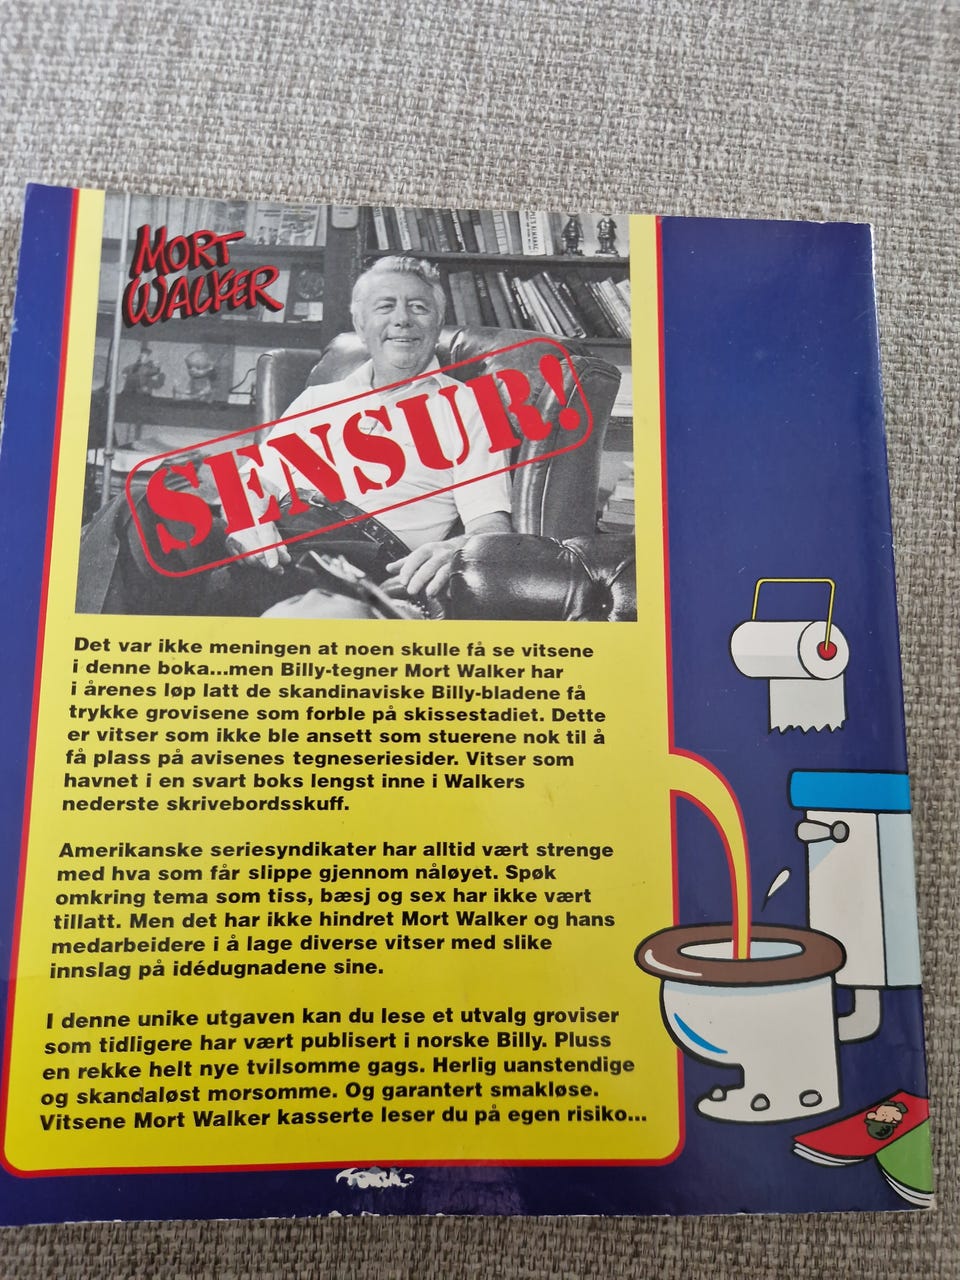 MORT
WALKER
SENSUR!
Det var ikke meningen at noen skulle få se vitsene
i denne boka...men Billy-tegner Mort Walker har
i årenes løp latt de skandinaviske Billy-bladene få
trykke grovisene som forble på skissestadiet. Dette
er vitser som ikke ble ansett som stuerene nok til å
få plass på avisenes tegneseriesider. Vitser som
havnet i en svart boks lengst inne i Walkers
nederste skrivebordsskuff.
Amerikanske seriesyndikater har alltid vært strenge
med hva som får slippe gjennom nåløyet. Spøk
omkring tema som tiss, bæsj og sex har ikke vært
tillatt. Men det har ikke hindret Mort Walker og hans
medarbeidere i å lage diverse vitser med slike
innslag på idédugnadene sine.
I denne unike utgaven kan du lese et utvalg groviser
som tidligere har vært publisert i norske Billy. Pluss
en rekke helt nye tvilsomme gags. Herlig uanstendige
og skandaløst morsomme. Og garantert smakløse.
Vitsene Mort Walker kasserte leser du på egen risiko...